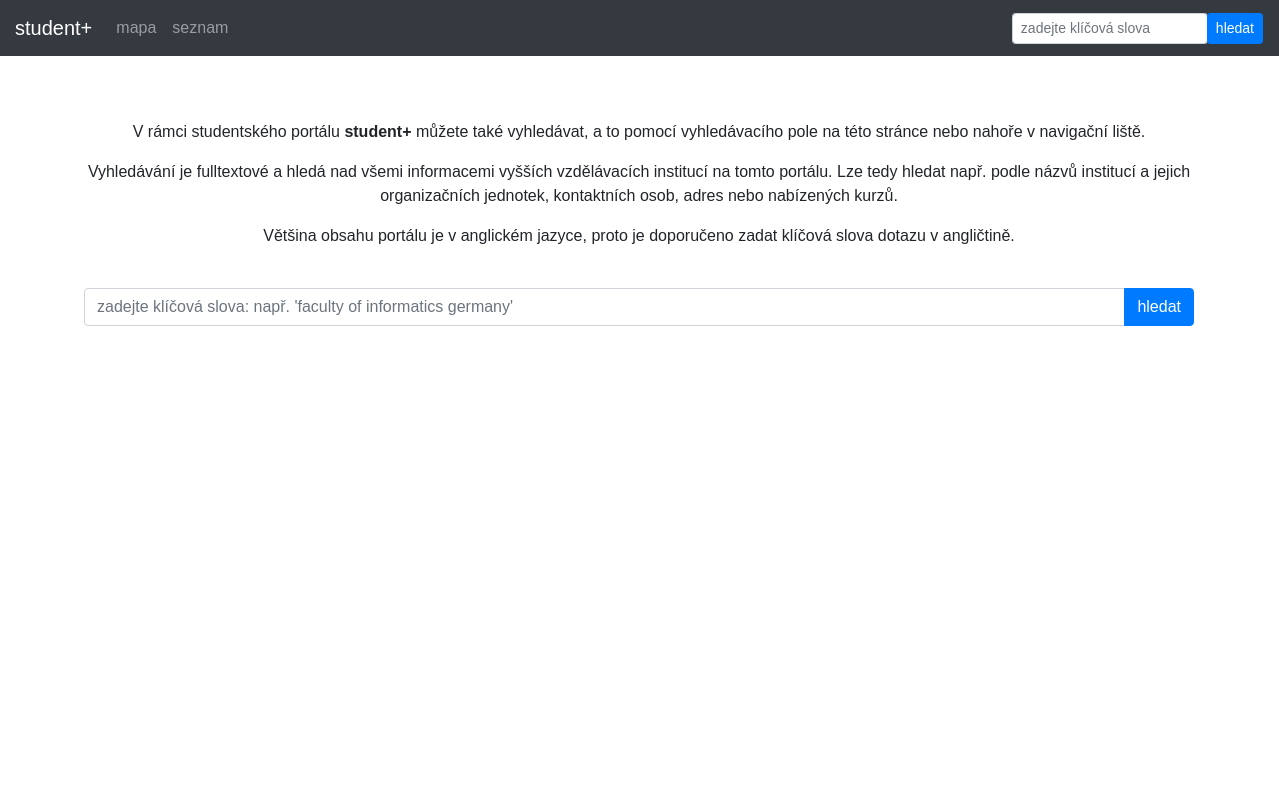 student+ mapa seznam zadejte klíčová slova hledat
V rámci studentského portálu student+ můžete také vyhledávat, a to pomocí vyhledávacího pole na této stránce nebo nahoře v navigační liště.
Vyhledávání je fulltextové a hledá nad všemi informacemi vyšších vzdělávacích institucí na tomto portálu. Lze tedy hledat např. podle názvů institucí a jejich
organizačních jednotek, kontaktních osob, adres nebo nabízených kurzů.
Většina obsahu portálu je v anglickém jazyce, proto je doporučeno zadat klíčová slova dotazu v angličtině.
zadejte klíčová slova: např. 'faculty of informatics germany' hledat